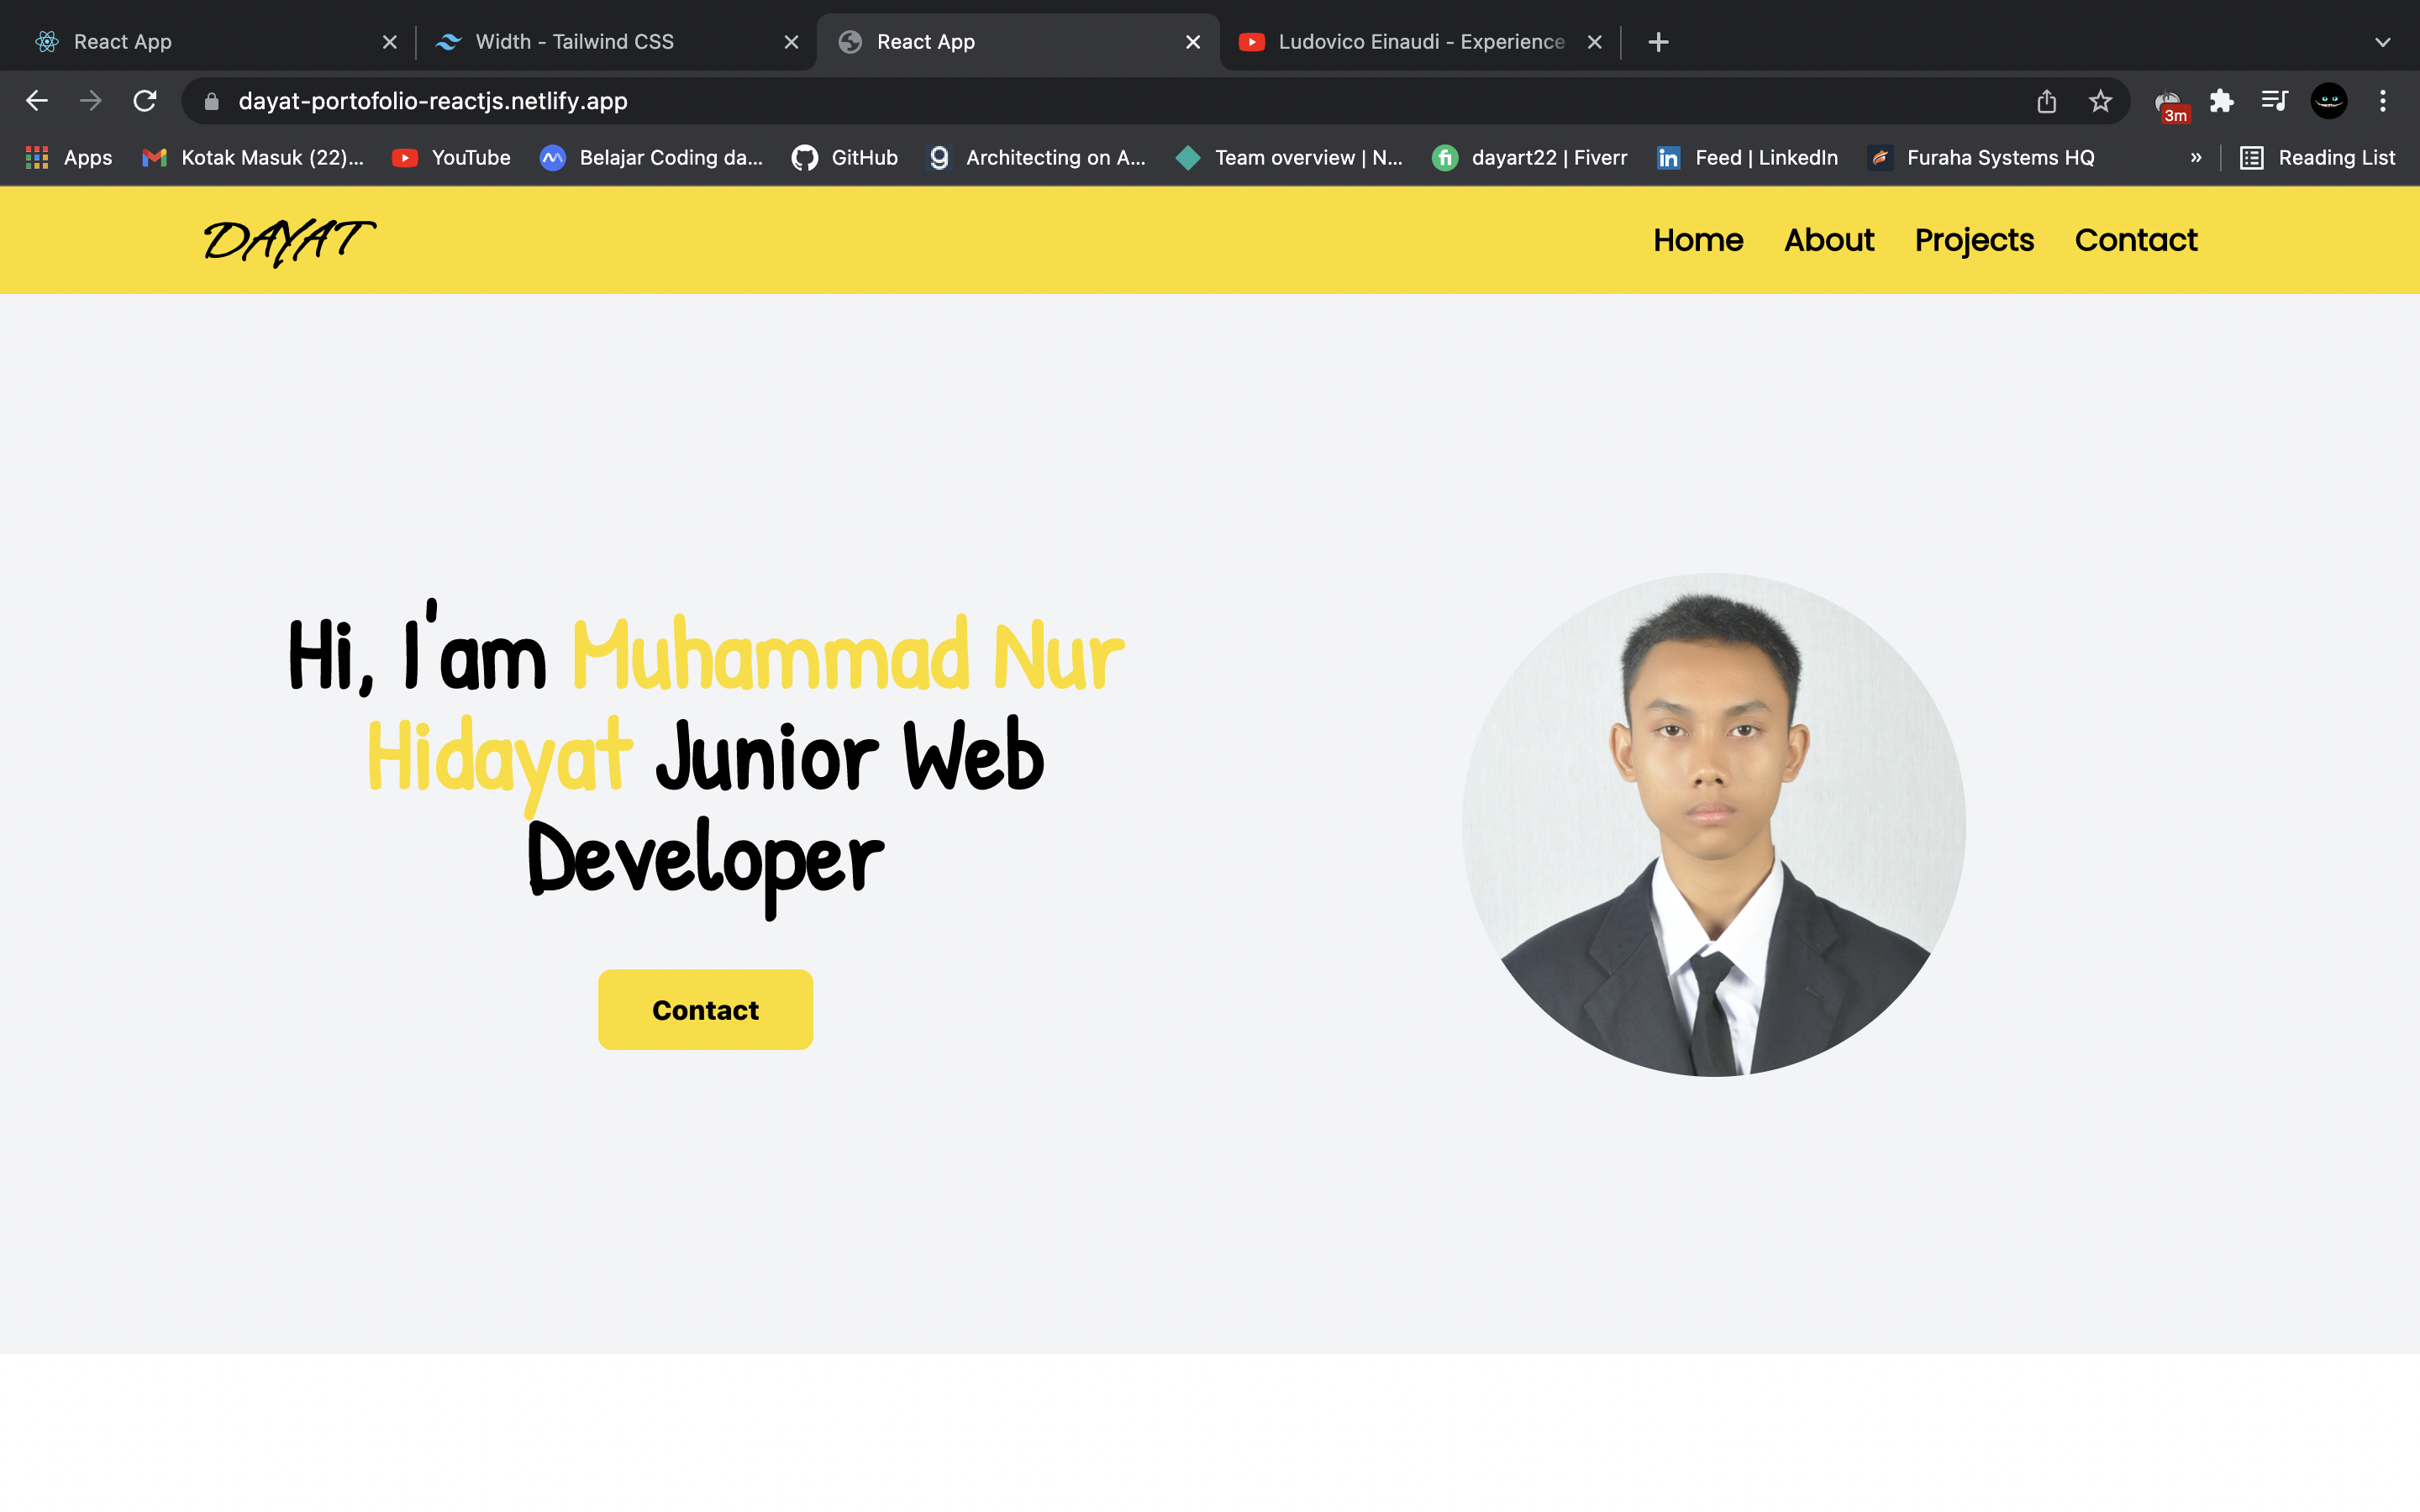 React App
Width - Tailwind CSS
React App
Ludovico Einaudi - Experience
dayat-portofolio-reactjs.netlify.app
3m
Apps
Kotak Masuk (22)...
YouTube
Belajar Coding da...
GitHub
Architecting on A...
Team overview | N...
dayart22 | Fiverr
Feed | LinkedIn
Furaha Systems HQ
»
Reading List
DAYAT
Home
About
Projects
Contact
Hi, I'am Muhammad Nur
Hidayat Junior Web
Developer
Contact